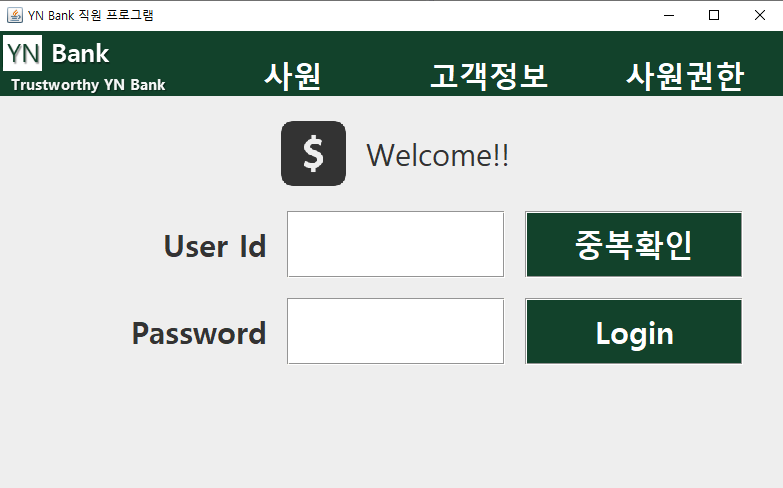 YN Bank 직원 프로그램
YN Bank
Trustworthy YN Bank
사원 고객정보 사원권한
$ Welcome!!
User Id 중복확인
Password Login